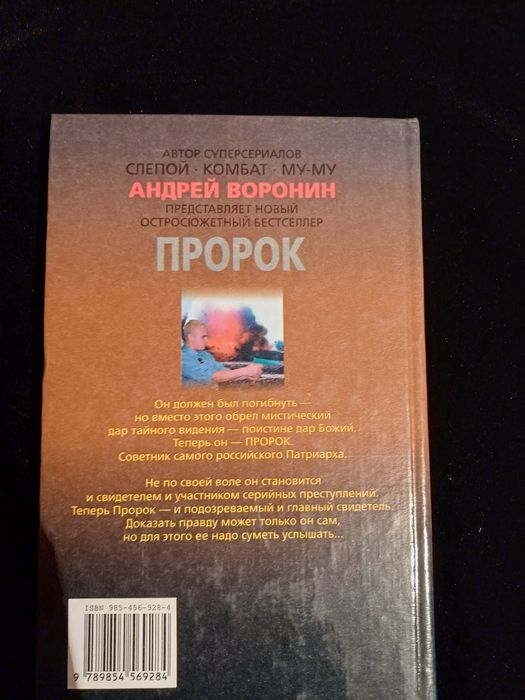 АВТОР СУПЕРСЕРИАЛОВ
СЛЕПОЙ · КОМБАТ · МУ-МУ
АНДРЕЙ ВОРОНИН
ПРЕДСТАВЛЯЕТ НОВЫЙ
ОСТРОСЮЖЕТНЫЙ БЕСТСЕЛЛЕР
ПРОРОК
Он должен был погибнуть —
но вместо этого обрел мистический
дар тайного видения — поистине дар Божий.
Теперь он — ПРОРОК.
Советник самого российского Патриарха.
Не по своей воле он становится
и свидетелем и участником серийных преступлений.
Теперь Пророк — и подозреваемый и главный свидетель.
Доказать правду может только он сам,
но для этого ее надо суметь услышать...
ISBN 985-456-928-4
9 789854 569284